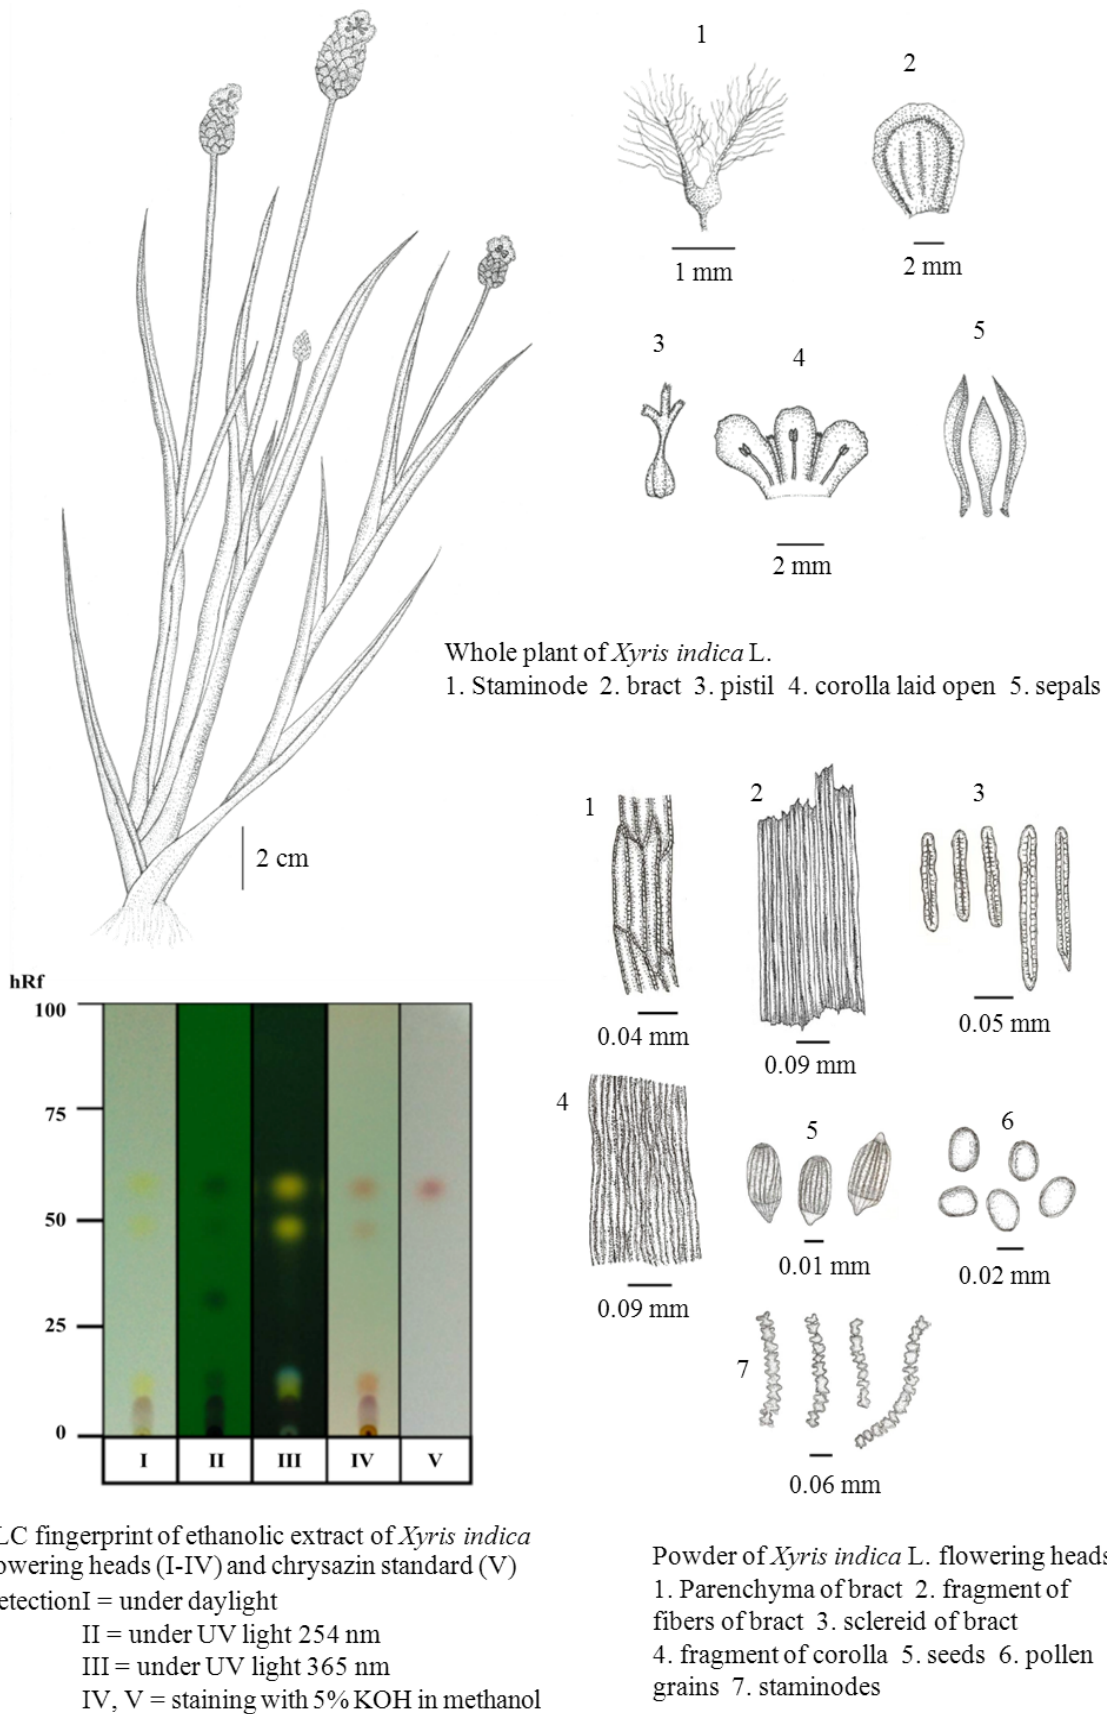 1
2
1 mm
2 mm
3
4
5
2 mm
Whole plant of Xyris indica L.
1. Staminode 2. bract 3. pistil 4. corolla laid open 5. sepals
2 cm
1
2
3
0.04 mm
0.09 mm
0.05 mm
4
5
6
0.09 mm
0.01 mm
0.02 mm
7
0.06 mm
hRf
100
75
50
25
0
I II III IV V
LC fingerprint of ethanolic extract of Xyris indica
owering heads (I-IV) and chrysazin standard (V)
etectionI = under daylight
II = under UV light 254 nm
III = under UV light 365 nm
IV, V = staining with 5% KOH in methanol
Powder of Xyris indica L. flowering heads
1. Parenchyma of bract 2. fragment of
fibers of bract 3. sclereid of bract
4. fragment of corolla 5. seeds 6. pollen
grains 7. staminodes